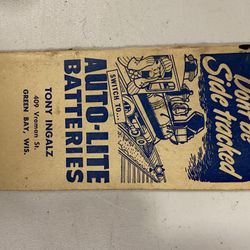 Don't be
Side tracked
SWITCH TO...
AUTO-LITE
BATTERIES
TONY INGALZ
409 Vroman St.
GREEN BAY, WIS.